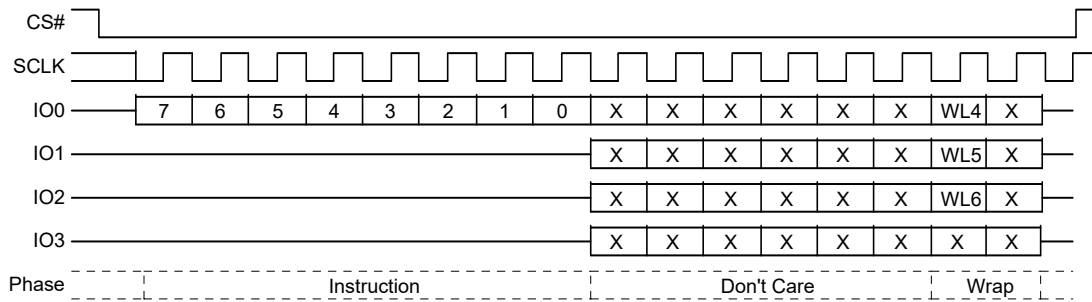 CS#
SCLK
IO0 7 6 5 4 3 2 1 0 X X X X X X WL4 X
IO1 X X X X X X WL5 X
IO2 X X X X X X WL6 X
IO3 X X X X X X X X
Phase Instruction Don't Care Wrap